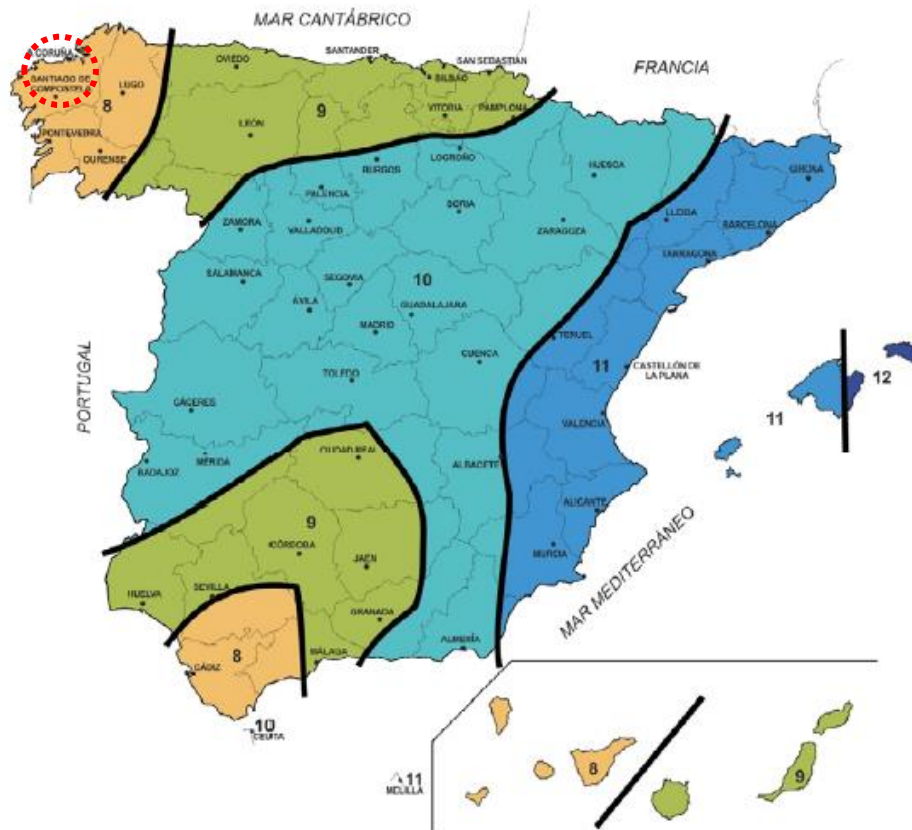 MAR CANTÁBRICO
A CORUÑA
SANTIAGO DE
COMPOSTELA
LUGO
8
PONTEVEDRA
OURENSE
OVIEDO
SANTANDER
SAN SEBASTIÁN
BILBAO
FRANCIA
9
VITORIA
PAMPLONA
LEÓN
LOGROÑO
BURGOS
HUESCA
GIRONA
PALENCIA
SORIA
LLEIDA
BARCELONA
ZAMORA
VALLADOLID
ZARAGOZA
TARRAGONA
SALAMANCA
SEGOVIA
10
ÁVILA
GUADALAJARA
MADRID
TERUEL
PORTUGAL
CUENCA
TOLEDO
11
CASTELLÓN
DE LA PLANA
12
11
CÁCERES
VALENCIA
MÉRIDA
BADAJOZ
CIUDAD REAL
ALBACETE
ALICANTE
9
CÓRDOBA
JAÉN
MURCIA
MAR MEDITERRÁNEO
HUELVA
SEVILLA
GRANADA
ALMERÍA
8
CÁDIZ
MÁLAGA
10
CEUTA
11
MELILLA
8
9